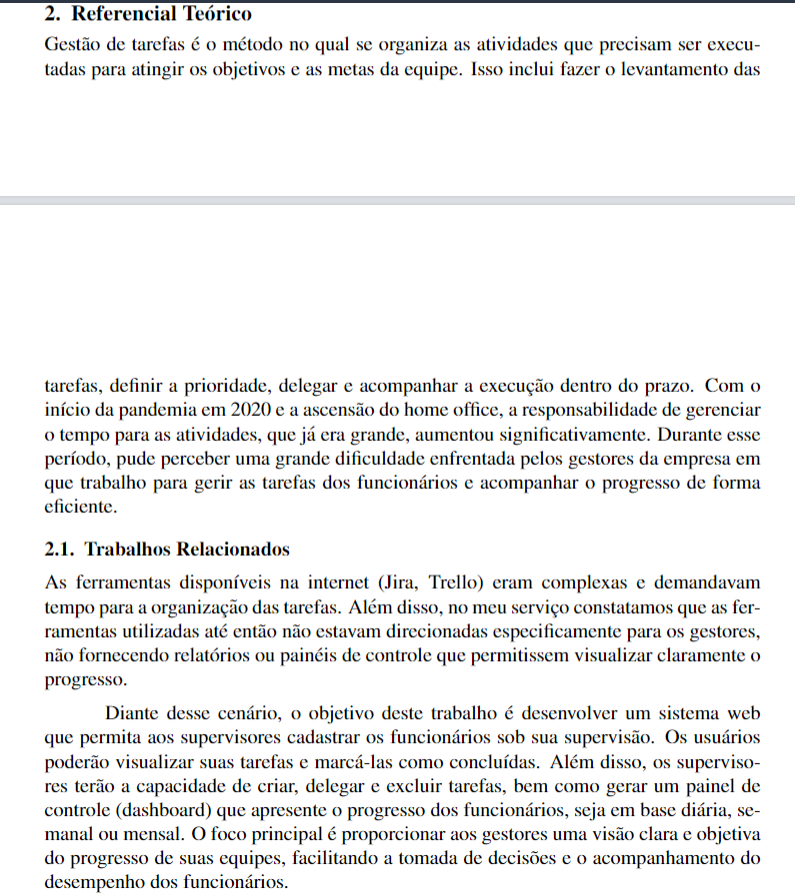 2. Referencial Teórico
Gestão de tarefas é o método no qual se organiza as atividades que precisam ser execu-
tadas para atingir os objetivos e as metas da equipe. Isso inclui fazer o levantamento das
tarefas, definir a prioridade, delegar e acompanhar a execução dentro do prazo. Com o
início da pandemia em 2020 e a ascensão do home office, a responsabilidade de gerenciar
o tempo para as atividades, que já era grande, aumentou significativamente. Durante esse
período, pude perceber uma grande dificuldade enfrentada pelos gestores da empresa em
que trabalho para gerir as tarefas dos funcionários e acompanhar o progresso de forma
eficiente.
2.1. Trabalhos Relacionados
As ferramentas disponíveis na internet (Jira, Trello) eram complexas e demandavam
tempo para a organização das tarefas. Além disso, no meu serviço constatamos que as fer-
ramentas utilizadas até então não estavam direcionadas especificamente para os gestores,
não fornecendo relatórios ou painéis de controle que permitissem visualizar claramente o
progresso.
Diante desse cenário, o objetivo deste trabalho é desenvolver um sistema web
que permita aos supervisores cadastrar os funcionários sob sua supervisão. Os usuários
poderão visualizar suas tarefas e marcá-las como concluídas. Além disso, os superviso-
res terão a capacidade de criar, delegar e excluir tarefas, bem como gerar um painel de
controle (dashboard) que apresente o progresso dos funcionários, seja em base diária, se-
manal ou mensal. O foco principal é proporcionar aos gestores uma visão clara e objetiva
do progresso de suas equipes, facilitando a tomada de decisões e o acompanhamento do
desempenho dos funcionários.